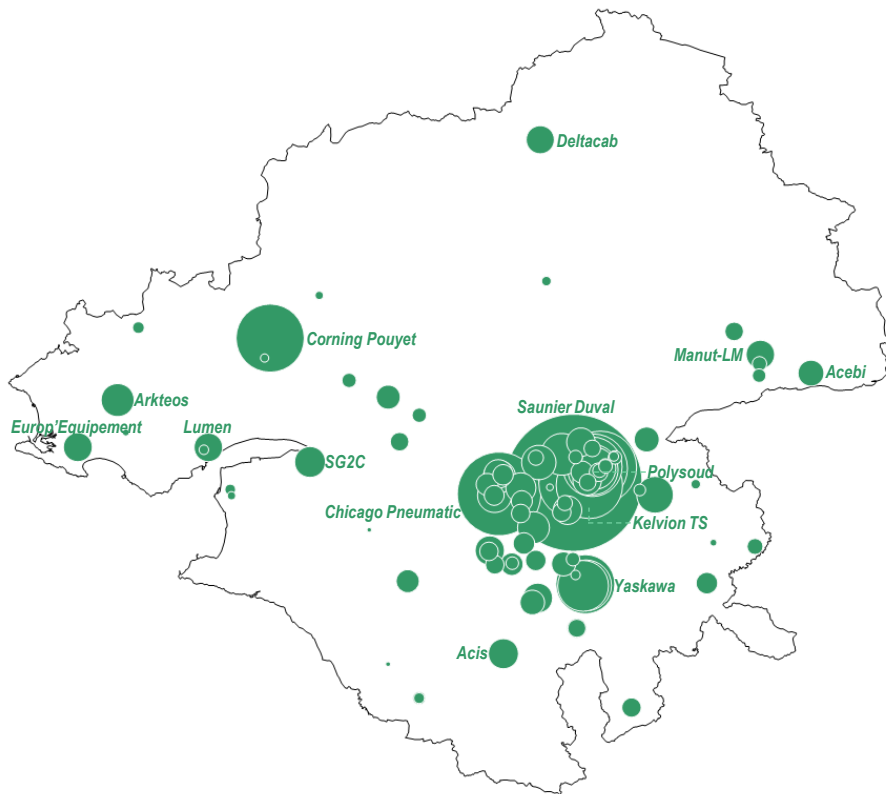 Deltacab
Corning Pouyet
Manut-LM
Acebi
Arkteos
Saunier Duval
Europ'Equipement
Lumen
SG2C
Polysoud
Chicago Pneumatic
Kelvion TS
Yaskawa
Acis